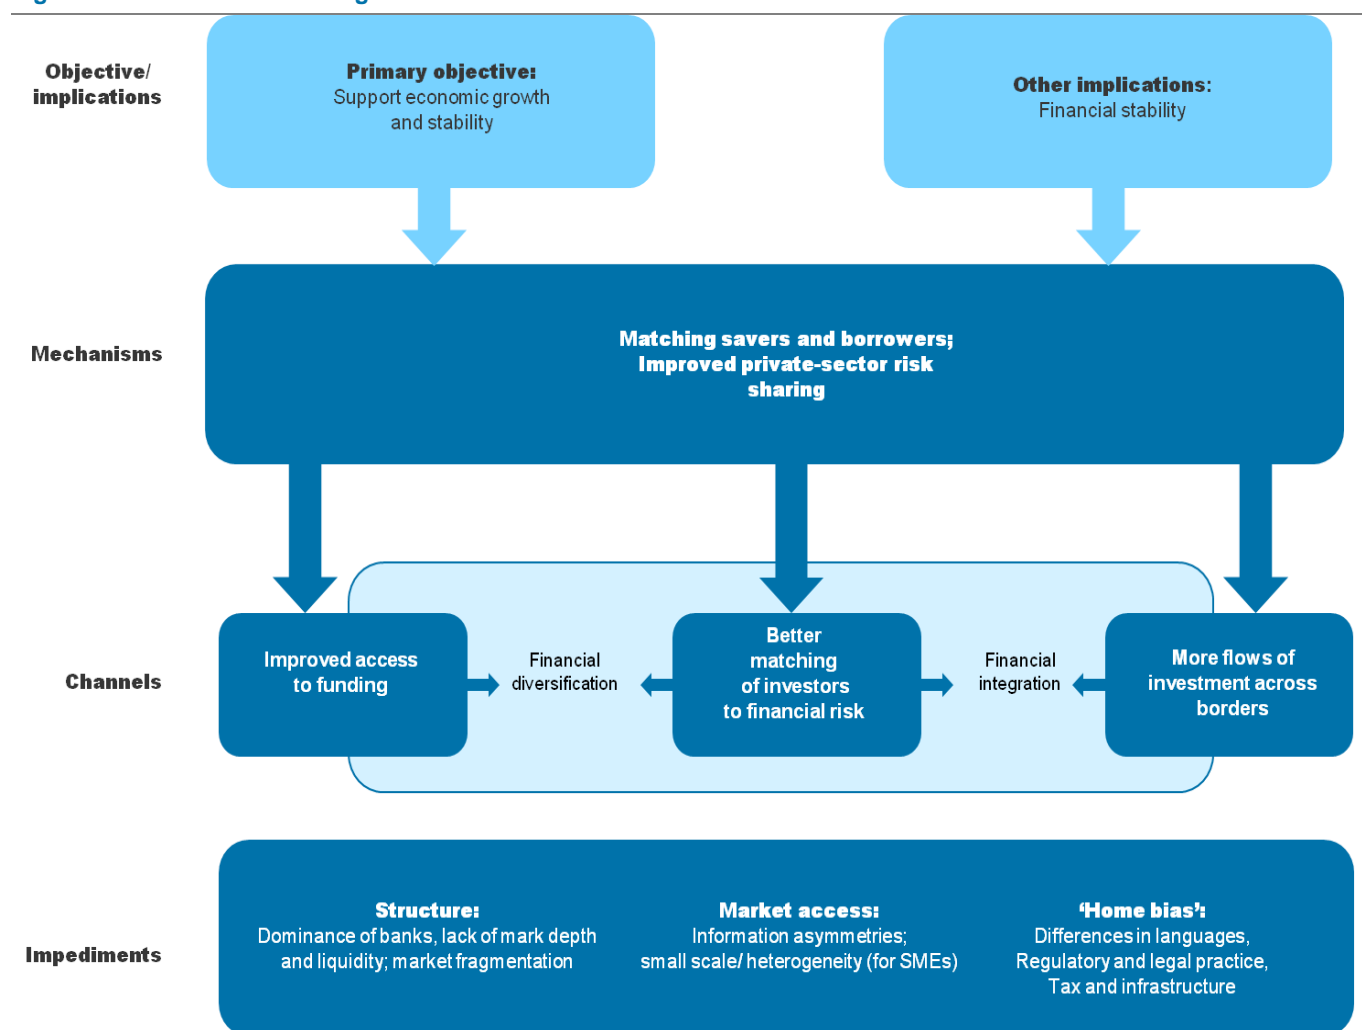 Objective/
implications
Primary objective:
Support economic growth
and stability
Other implications:
Financial stability
Mechanisms
Matching savers and borrowers;
Improved private-sector risk
sharing
Channels
Improved access
to funding
Financial
diversification
Better
matching
of investors
to financial risk
Financial
integration
More flows of
investment across
borders
Impediments
Structure:
Dominance of banks, lack of mark depth
and liquidity; market fragmentation
Market access:
Information asymmetries;
small scale/ heterogeneity (for SMEs)
‘Home bias’:
Differences in languages,
Regulatory and legal practice,
Tax and infrastructure